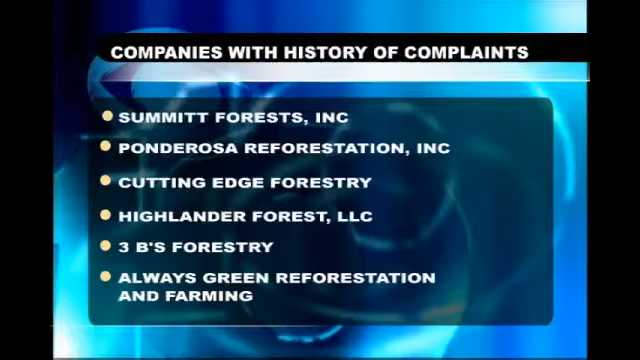 COMPANIES WITH HISTORY OF COMPLAINTS
SUMMITT FORESTS, INC
PONDEROSA REFORESTATION, INC
CUTTING EDGE FORESTRY
HIGHLANDER FOREST, LLC
3 B'S FORESTRY
ALWAYS GREEN REFORESTATION
AND FARMING